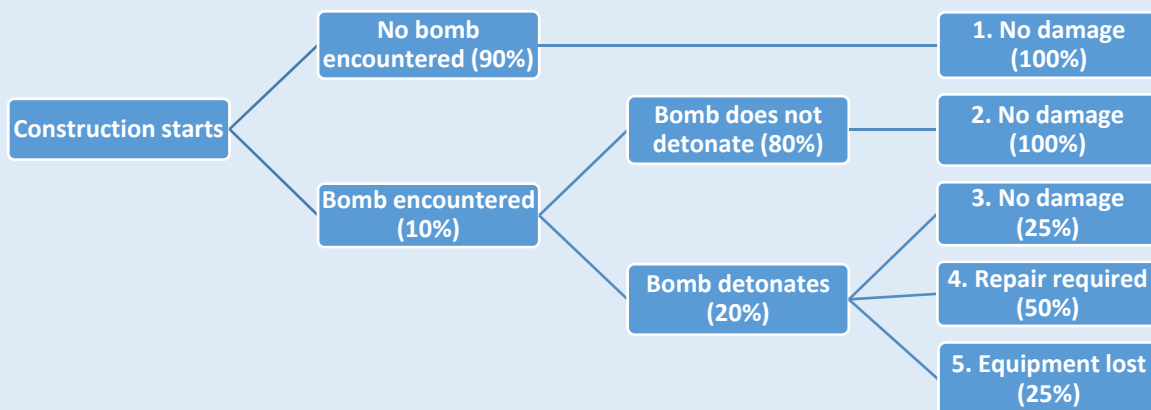 Construction starts
No bomb
encountered (90%)
Bomb encountered
(10%)
Bomb does not
detonate (80%)
Bomb detonates
(20%)
1. No damage
(100%)
2. No damage
(100%)
3. No damage
(25%)
4. Repair required
(50%)
5. Equipment lost
(25%)